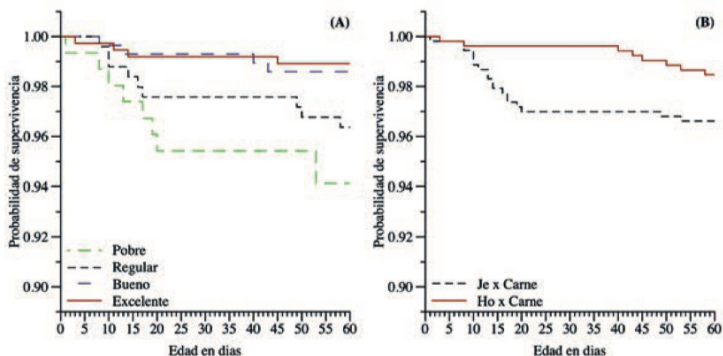 (A)
Probabilidad de supervivencia
1.00
0.98
0.96
0.94
0.92
0.90
Pobre
Regular
Bueno
Excelente
0 5 10 15 20 25 30 35 40 45 50 55 60
Edad en dias
(B)
Probabilidad de supervivencia
1.00
0.98
0.96
0.94
0.92
0.90
Je x Carne
Ho x Carne
0 5 10 15 20 25 30 35 40 45 50 55 60
Edad en dias